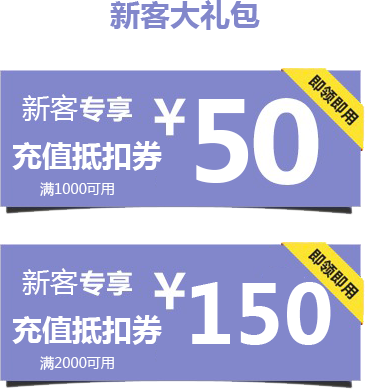 新客大礼包
即领即用
新客专享
¥50
充值抵扣券
满1000可用
即领即用
新客专享
¥150
充值抵扣券
满2000可用